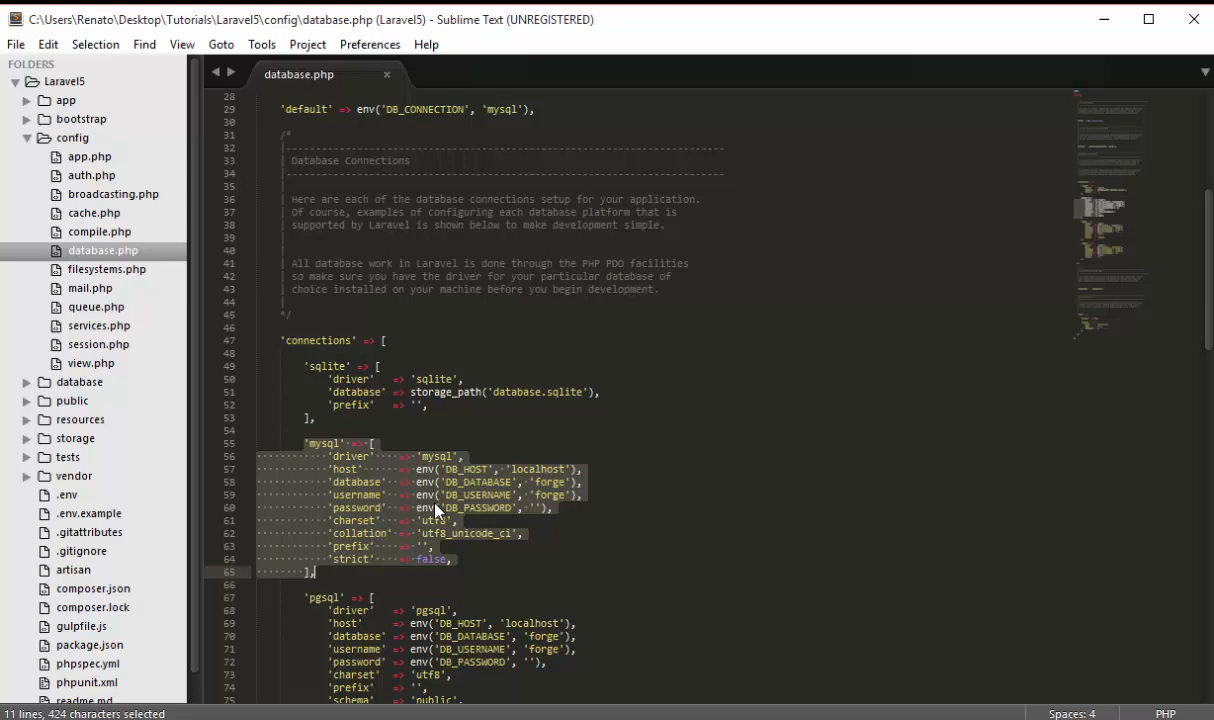 C:\Users\Renato\Desktop\Tutorials\Laravel5\config\database.php (Laravel5) - Sublime Text (UNREGISTERED)
File Edit Selection Find View Goto Tools Project Preferences Help
FOLDERS
Laravel5
app
bootstrap
config
app.php
auth.php
broadcasting.php
cache.php
compile.php
database.php
filesystems.php
mail.php
queue.php
services.php
session.php
view.php
database
public
resources
storage
tests
vendor
.env
.env.example
.gitattributes
.gitignore
artisan
composer.json
composer.lock
gulpfile.js
package.json
phpspec.yml
phpunit.xml
readme.md
database.php
28
29 'default' => env('DB_CONNECTION', 'mysql'),
30
31 /*
32 |--------------------------------------------------------------------------
33 | Database Connections
34 |--------------------------------------------------------------------------
35 |
36 | Here are each of the database connections setup for your application.
37 | Of course, examples of configuring each database platform that is
38 | supported by Laravel is shown below to make development simple.
39 |
40 |
41 | All database work in Laravel is done through the PHP PDO facilities
42 | so make sure you have the driver for your particular database of
43 | choice installed on your machine before you begin development.
44 |
45 */
46
47 'connections' => [
48
49 'sqlite' => [
50 'driver' => 'sqlite',
51 'database' => storage_path('database.sqlite'),
52 'prefix' => '',
53 ],
54
55 'mysql' => [
56 'driver' => 'mysql',
57 'host' => env('DB_HOST', 'localhost'),
58 'database' => env('DB_DATABASE', 'forge'),
59 'username' => env('DB_USERNAME', 'forge'),
60 'password' => env('DB_PASSWORD', ''),
61 'charset' => 'utf8',
62 'collation' => 'utf8_unicode_ci',
63 'prefix' => '',
64 'strict' => false,
65 ],
66
67 'pgsql' => [
68 'driver' => 'pgsql',
69 'host' => env('DB_HOST', 'localhost'),
70 'database' => env('DB_DATABASE', 'forge'),
71 'username' => env('DB_USERNAME', 'forge'),
72 'password' => env('DB_PASSWORD', ''),
73 'charset' => 'utf8',
74 'prefix' => '',
75 'schema' => 'public',
11 lines, 424 characters selected
Spaces: 4
PHP